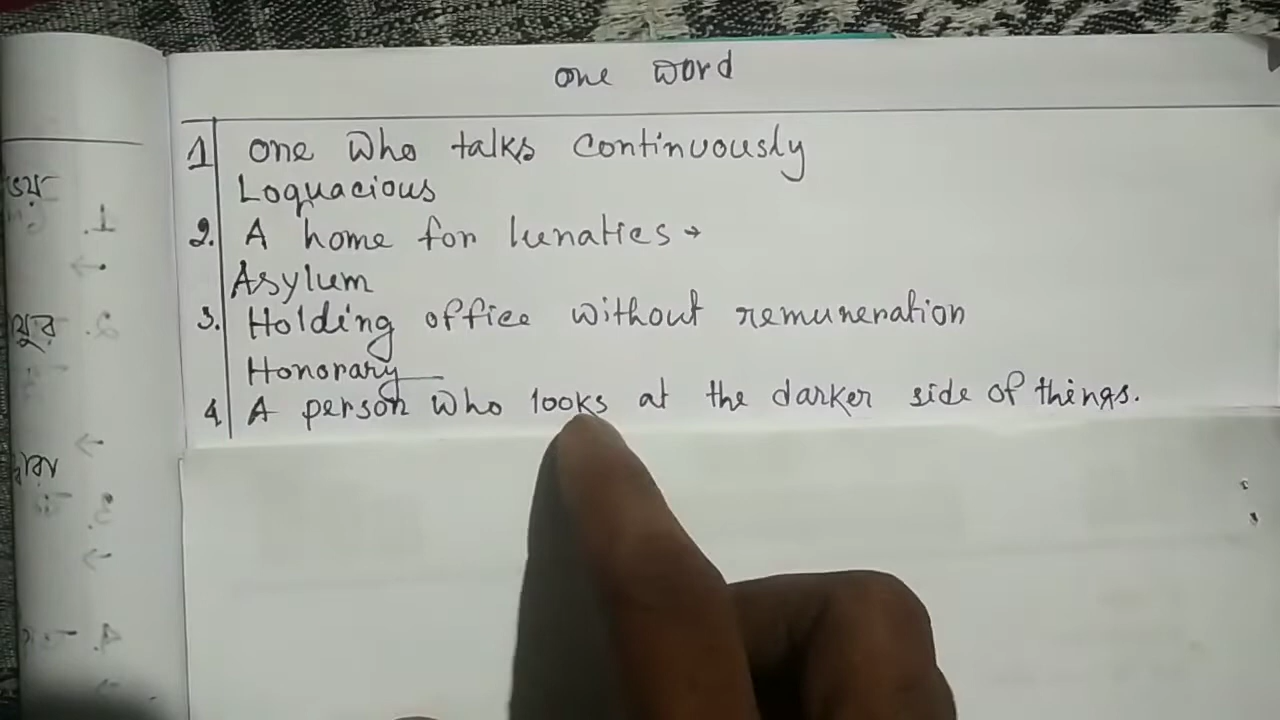 one word
1 one who talks continuously
Loquacious
2. A home for lunatics →
Asylum
3. Holding office without remuneration
Honorary
4 A person who looks at the darker side of things.